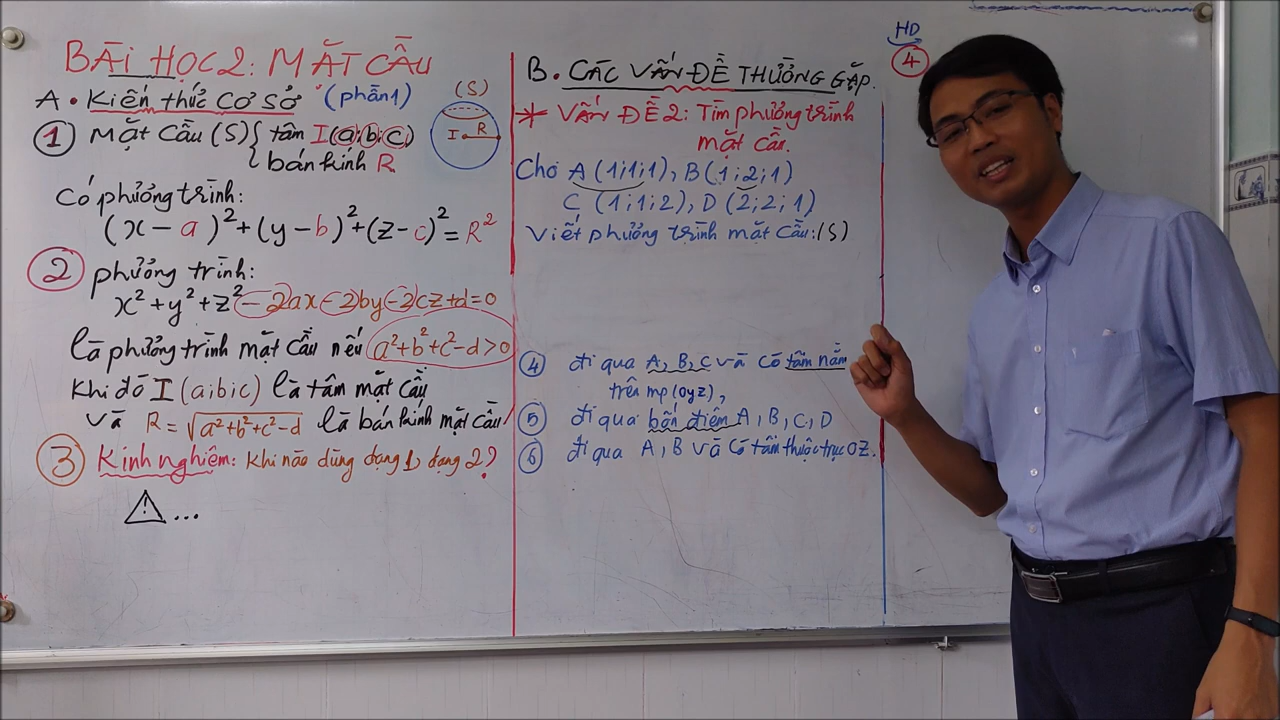 BÀI HỌC 2: MẶT CẦU
A. Kiến thức cơ sở (phần 1)
(S)
I R
① Mặt Cầu (S) { tâm I(a;b;c)
bán kính R
Có phương trình:
(x - a)² + (y - b)² + (z - c)² = R²
② phương trình:
x² + y² + z² - 2ax - 2by - 2cz + d = 0
là phương trình mặt cầu nếu a² + b² + c² - d > 0
Khi đó I (a;b;c) là tâm mặt cầu
và R = √a² + b² + c² - d là bán kính mặt cầu
③ Kinh nghiệm: Khi nào dùng dạng 1, dạng 2?
! ...
B. CÁC VẤN ĐỀ THƯỜNG GẶP.
* VẤN ĐỀ 2: Tìm phương trình
mặt cầu.
Cho A (1;1;1), B(1;2;1)
C (1;1;2), D (2;2;1)
Viết phương trình mặt cầu: (S)
④ đi qua A, B, C và có tâm nằm
trên mp (Oyz),
⑤ đi qua bốn điểm A, B, C, D
⑥ đi qua A, B và có tâm thuộc trục OZ.
HD
④